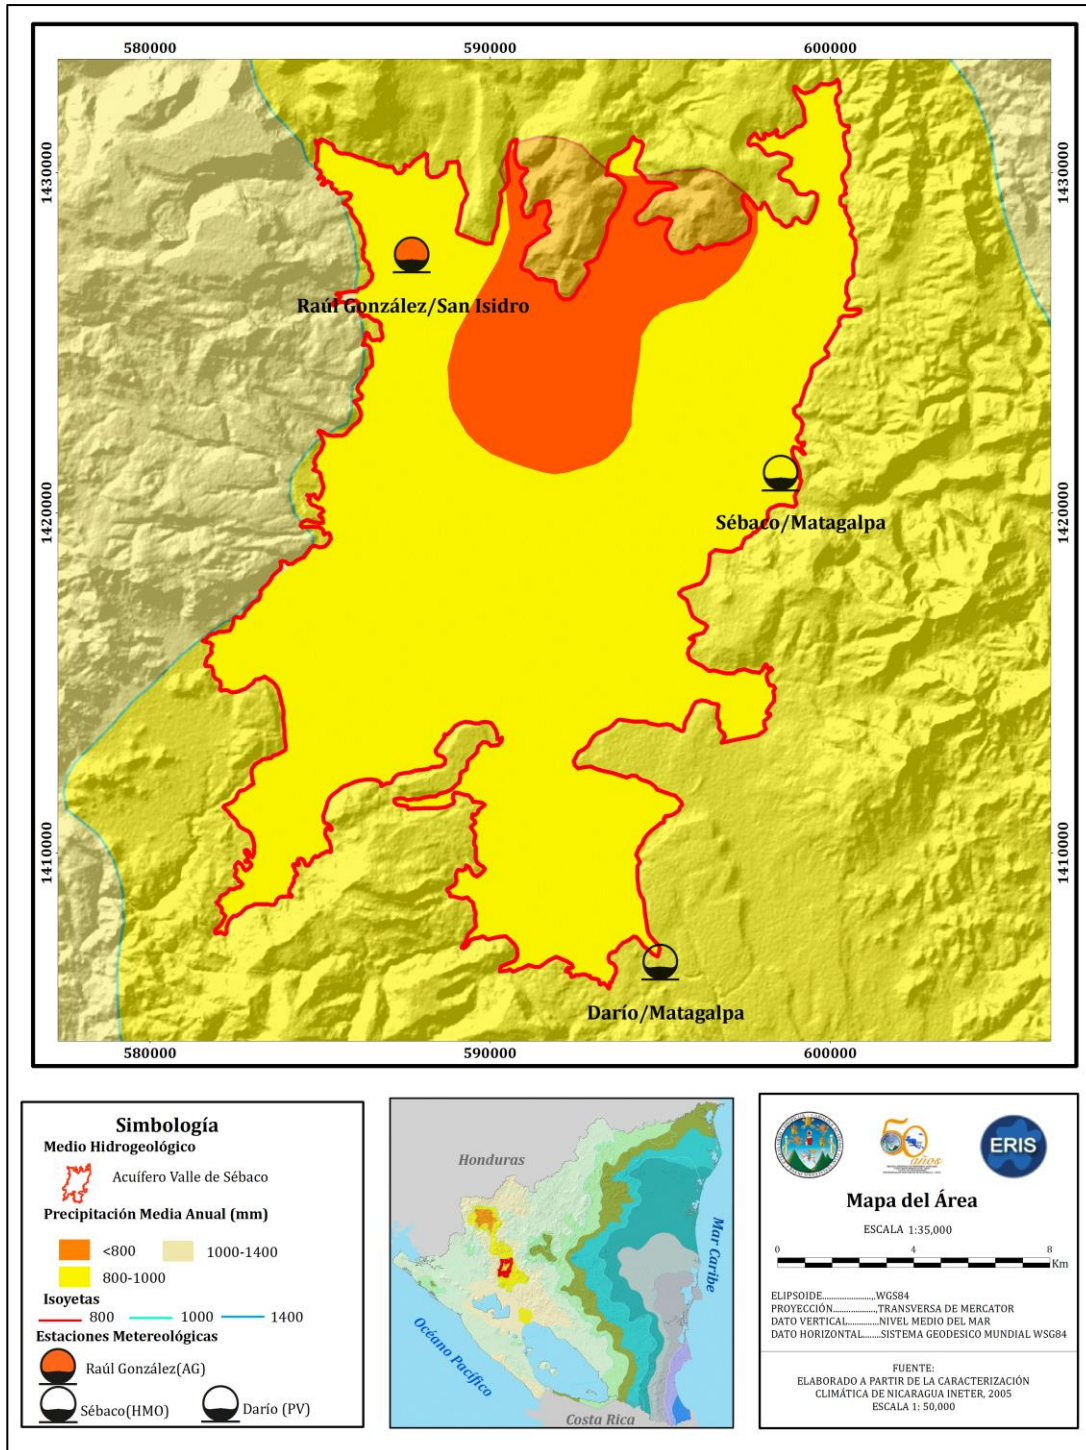 580000
590000
600000
1430000
1430000
Raúl González/San Isidro
1420000
1420000
Sébaco/Matagalpa
1410000
1410000
Darío/Matagalpa
580000
590000
600000
Simbología
Medio Hidrogeológico
Acuífero Valle de Sébaco
Precipitación Media Anual (mm)
<800
1000-1400
800-1000
Isoyetas
800
1000
1400
Estaciones Metereológicas
Raúl González(AG)
Sébaco(HMO)
Darío (PV)
Honduras
Mar Caribe
Océano Pacífico
Costa Rica
50
años
ERIS
Mapa del Área
ESCALA 1:35,000
0 4 8
Km
ELIPSOIDE......................WGS84
PROYECCIÓN..................TRANSVERSA DE MERCATOR
DATO VERTICAL..............NIVEL MEDIO DEL MAR
DATO HORIZONTAL.......SISTEMA GEODESICO MUNDIAL WSG84
FUENTE:
ELABORADO A PARTIR DE LA CARACTERIZACIÓN
CLIMÁTICA DE NICARAGUA INETER, 2005
ESCALA 1: 50,000